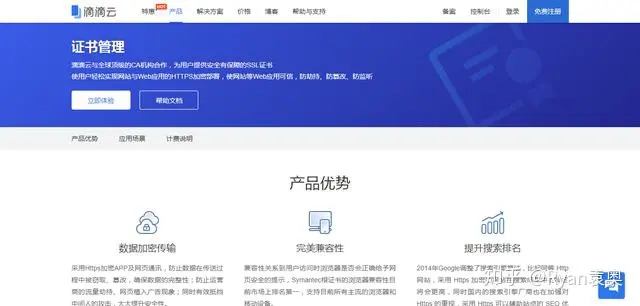 滴滴云
特惠 HOT 产品 解决方案 价格 博客 帮助与支持 备案 控制台 登录 免费注册
证书管理
滴滴云与全球顶级的CA机构合作，为用户提供安全有保障的SSL证书
使用户轻松实现网站与Web应用的HTTPS加密部署，使网站等Web应用可信，防劫持、防篡改、防监听
立即体验 帮助文档
产品优势 应用场景 计费说明
产品优势
数据加密传输
采用Https加密APP及网页通讯，防止数据在传送过
程中被窃取、篡改，确保数据的完整性；防止运营
商的流量劫持、网页植入广告现象；同时有效抵挡
中间人的攻击，大大提升安全性。
完美兼容性
兼容性关系到用户访问时浏览器是否会正确给予网
页安全的提示，Symantec根证书的浏览器兼容性目
前市场上排名第一，支持目前所有主流的浏览器和
移动设备。
提升搜索排名
2014年Google调整了搜索引擎算法，比起同等Http
网站，采用 Https
将会更高，同时国内的搜索引擎厂商也在加强对
Https 的重视，采用 Https 可以辅助站点的 SEO 优
知乎 @Ryan袁奥